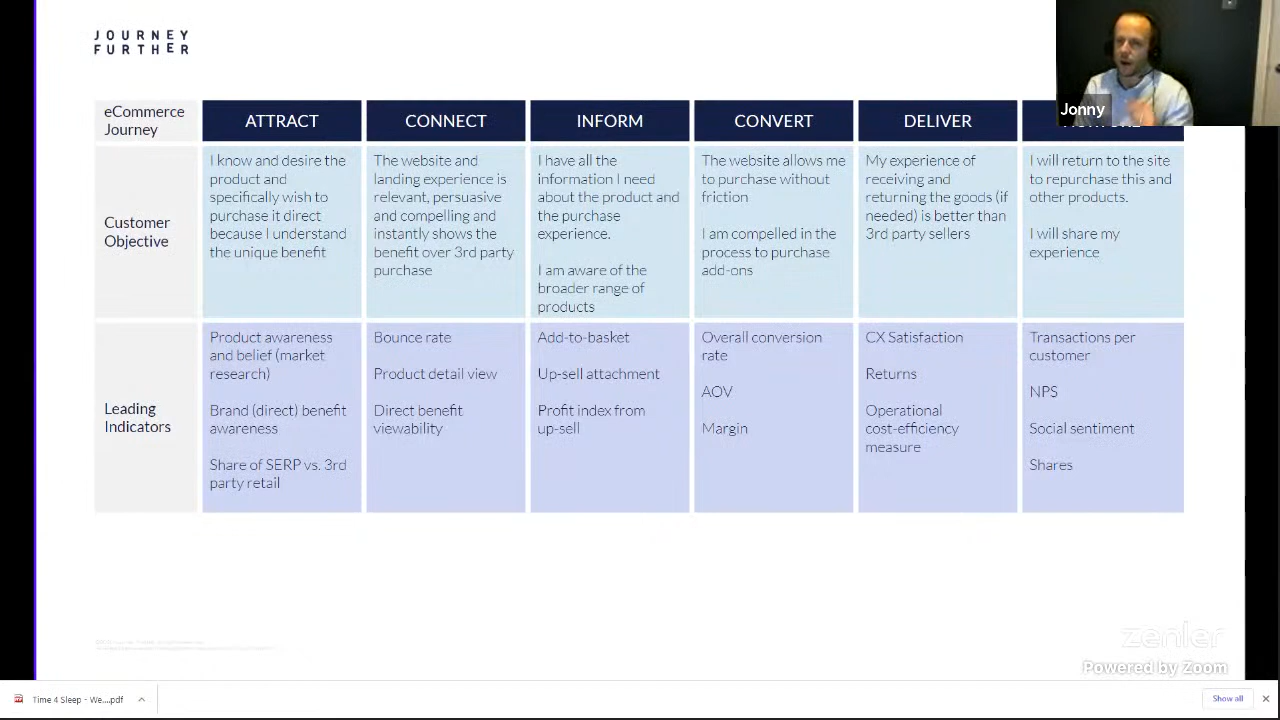 JOURNEY
FURTHER
Jonny
eCommerce
Journey
ATTRACT
CONNECT
INFORM
CONVERT
DELIVER
Customer
Objective
I know and desire the
product and
specifically wish to
purchase it direct
because I understand
the unique benefit
The website and
landing experience is
relevant, persuasive
and compelling and
instantly shows the
benefit over 3rd party
purchase
I have all the
information I need
about the product and
the purchase
experience.
I am aware of the
broader range of
products
The website allows me
to purchase without
friction
I am compelled in the
process to purchase
add-ons
My experience of
receiving and
returning the goods (if
needed) is better than
3rd party sellers
I will return to the site
to repurchase this and
other products.
I will share my
experience
Leading
Indicators
Product awareness
and belief (market
research)
Brand (direct) benefit
awareness
Share of SERP vs. 3rd
party retail
Bounce rate
Product detail view
Direct benefit
viewability
Add-to-basket
Up-sell attachment
Profit index from
up-sell
Overall conversion
rate
AOV
Margin
CX Satisfaction
Returns
Operational
cost-efficiency
measure
Transactions per
customer
NPS
Social sentiment
Shares
zenler
Powered by Zoom
Time 4 Sleep - We....pdf
Show all